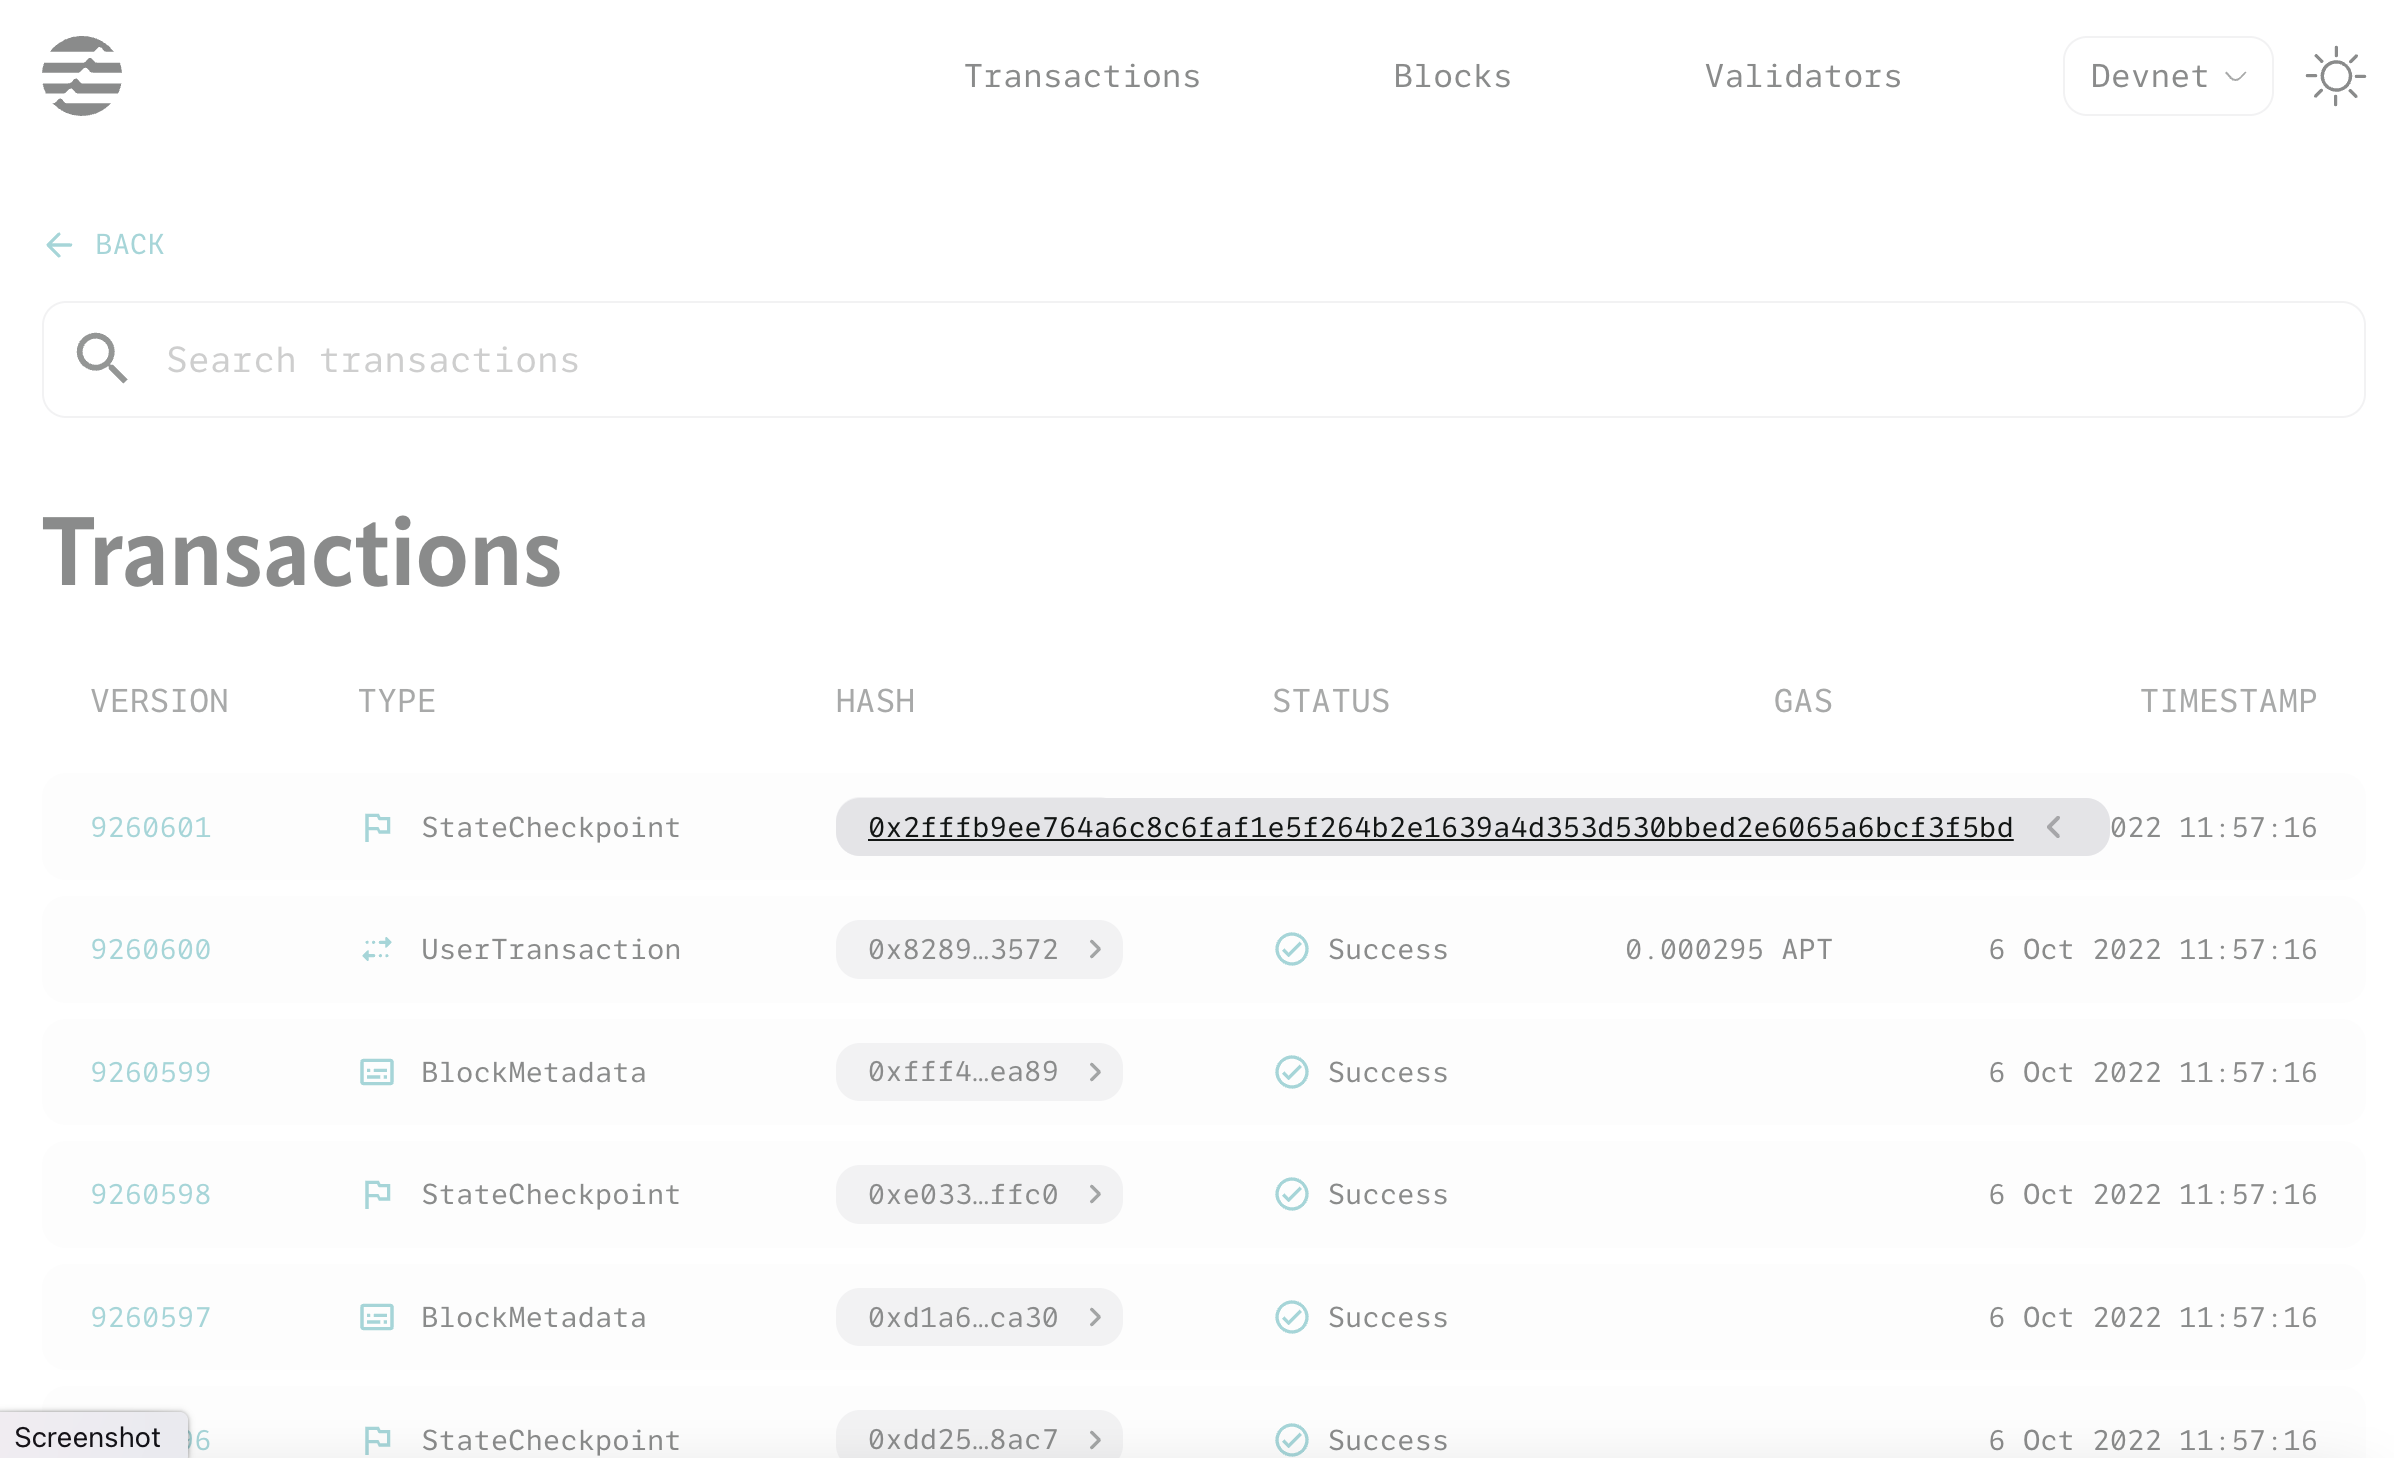 Transactions Blocks Validators Devnet
BACK
Search transactions
Transactions
VERSION TYPE HASH STATUS GAS TIMESTAMP
9260601 StateCheckpoint 0x2fffb9ee764a6c8c6faf1e5f264b2e1639a4d353d530bbed2e6065a6bcf3f5bd 022 11:57:16
9260600 UserTransaction 0x8289…3572 Success 0.000295 APT 6 Oct 2022 11:57:16
9260599 BlockMetadata 0xfff4…ea89 Success 6 Oct 2022 11:57:16
9260598 StateCheckpoint 0xe033…ffc0 Success 6 Oct 2022 11:57:16
9260597 BlockMetadata 0xd1a6…ca30 Success 6 Oct 2022 11:57:16
Screenshot 96 StateCheckpoint 0xdd25…8ac7 Success 6 Oct 2022 11:57:16